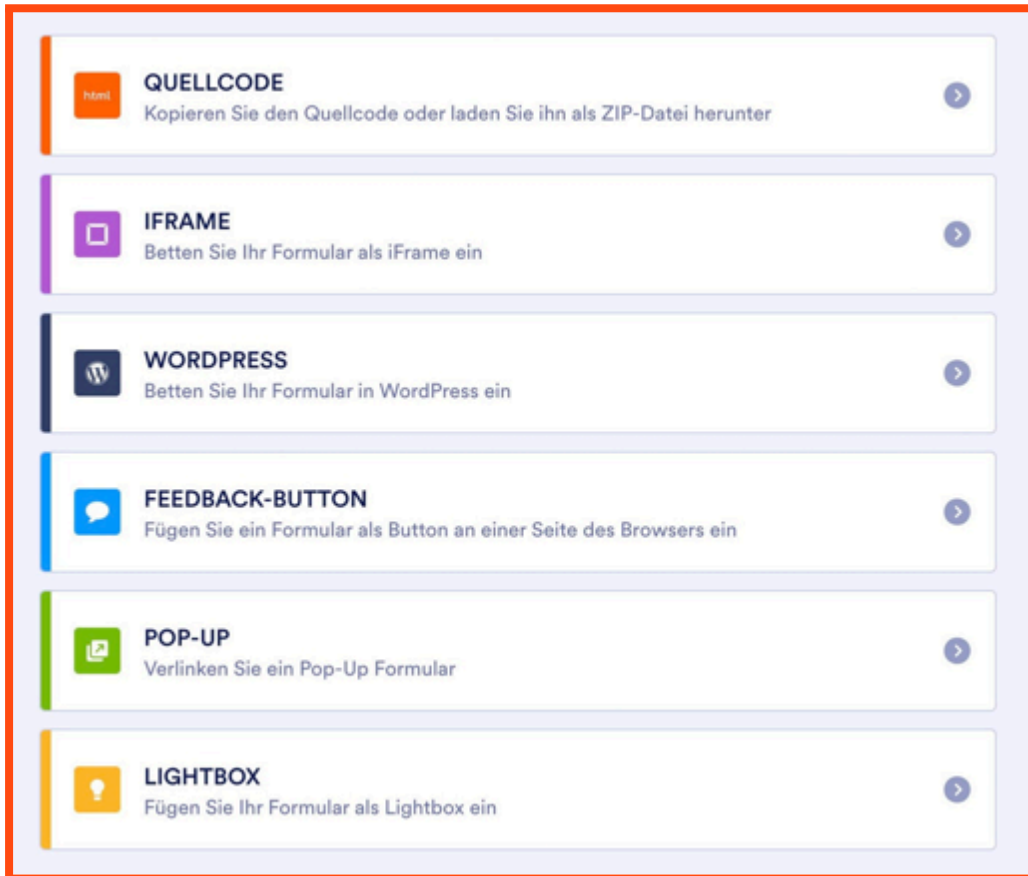 html
QUELLCODE
Kopieren Sie den Quellcode oder laden Sie ihn als ZIP-Datei herunter
IFRAME
Betten Sie Ihr Formular als iFrame ein
WORDPRESS
Betten Sie Ihr Formular in WordPress ein
FEEDBACK-BUTTON
Fügen Sie ein Formular als Button an einer Seite des Browsers ein
POP-UP
Verlinken Sie ein Pop-Up Formular
LIGHTBOX
Fügen Sie Ihr Formular als Lightbox ein